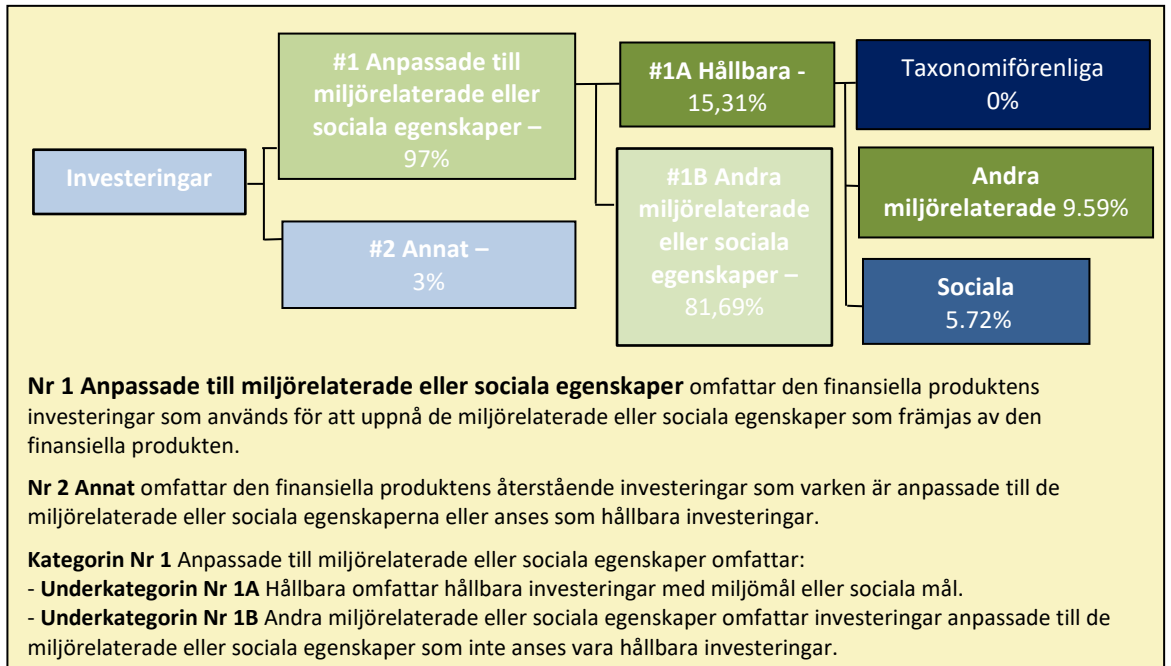 Investeringar
#1 Anpassade till
miljörelaterade eller
sociala egenskaper –
97%
#2 Annat –
3%
#1A Hållbara -
15,31%
#1B Andra
miljörelaterade
eller sociala
egenskaper –
81,69%
Taxonomiförenliga
0%
Andra
miljörelaterade 9.59%
Sociala
5.72%
Nr 1 Anpassade till miljörelaterade eller sociala egenskaper omfattar den finansiella produktens
investeringar som används för att uppnå de miljörelaterade eller sociala egenskaper som främjas av den
finansiella produkten.
Nr 2 Annat omfattar den finansiella produktens återstående investeringar som varken är anpassade till de
miljörelaterade eller sociala egenskaperna eller anses som hållbara investeringar.
Kategorin Nr 1 Anpassade till miljörelaterade eller sociala egenskaper omfattar:
- Underkategorin Nr 1A Hållbara omfattar hållbara investeringar med miljömål eller sociala mål.
- Underkategorin Nr 1B Andra miljörelaterade eller sociala egenskaper omfattar investeringar anpassade till de
miljörelaterade eller sociala egenskaper som inte anses vara hållbara investeringar.